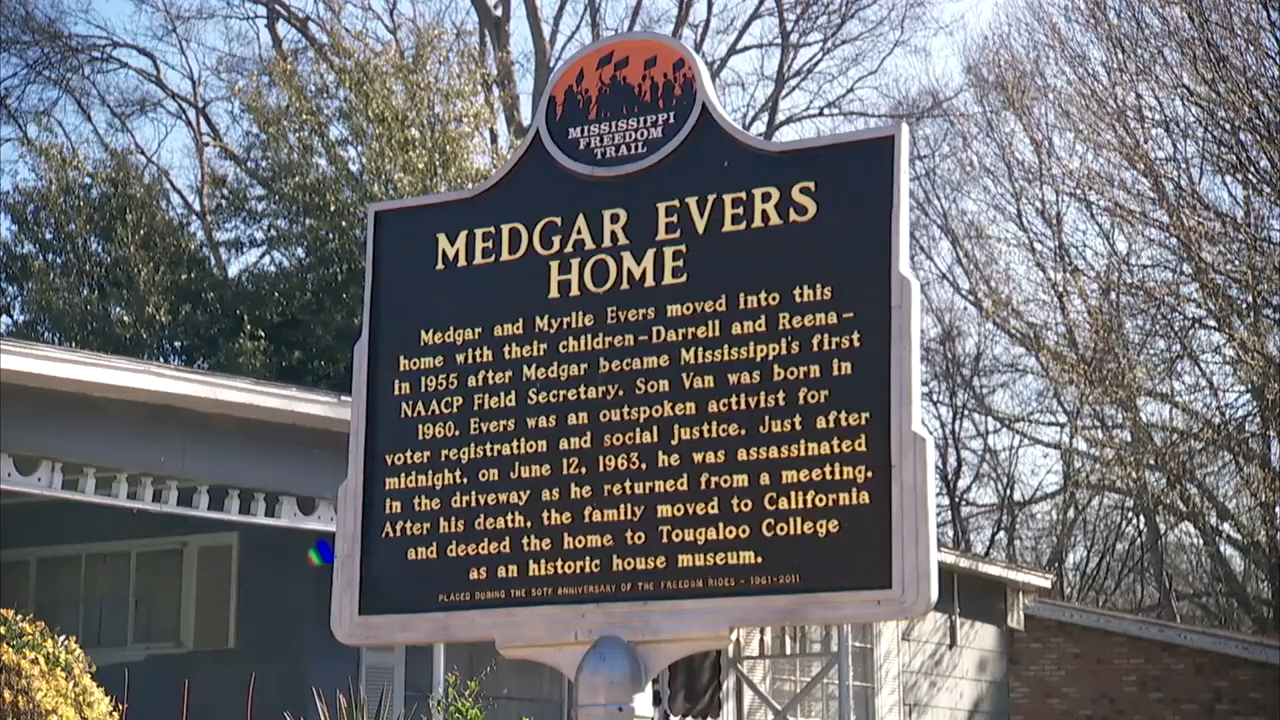 MISSISSIPPI
FREEDOM
TRAIL
MEDGAR EVERS
HOME
Medgar and Myrlie Evers moved into this
home with their children–Darrell and Reena–
in 1955 after Medgar became Mississippi's first
NAACP Field Secretary. Son Van was born in
1960. Evers was an outspoken activist for
voter registration and social justice. Just after
midnight, on June 12, 1963, he was assassinated
in the driveway as he returned from a meeting.
After his death, the family moved to California
and deeded the home to Tougaloo College
as an historic house museum.
PLACED DURING THE 50TH ANNIVERSARY OF THE FREEDOM RIDES – 1961-2011